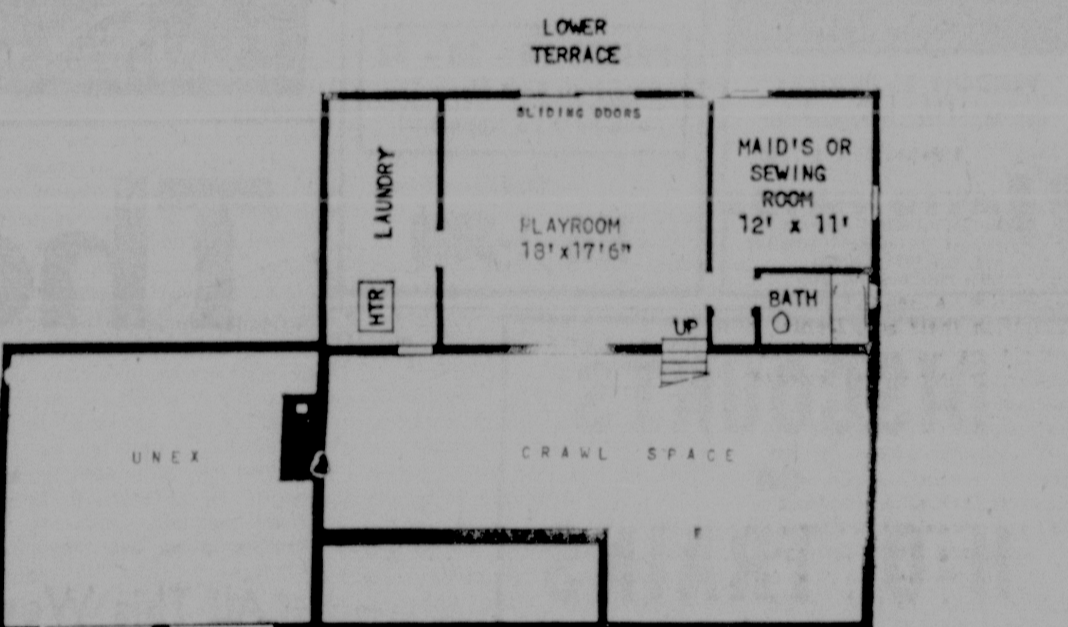 LOWER
TERRACE
SLIDING DOORS
LAUNDRY
MAID'S OR
SEWING
ROOM
12' x 11'
PLAYROOM
18'x17'6"
HTR
BATH
UP
UNEX
CRAWL SPACE